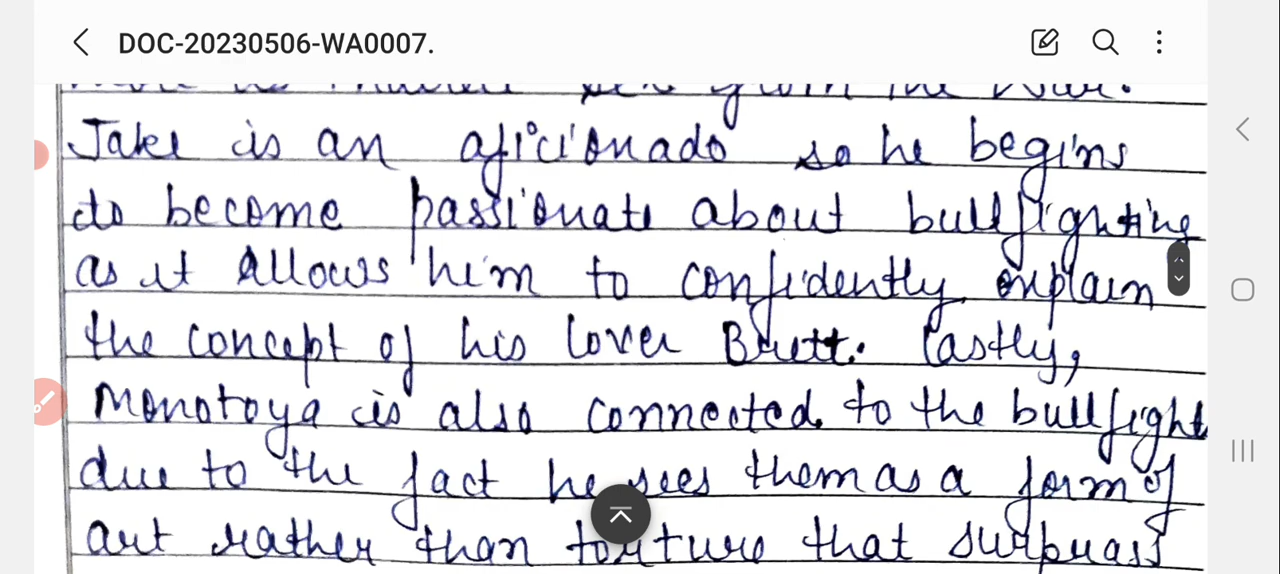 DOC-20230506-WA0007.
the War.
Jake is an aficionado so he begins
to become passionate about bullfighting
as it allows him to confidently explain
the concept of his lover Brett. Lastly,
Monotoya is also connected to the bullfight
due to the fact he sees them as a form of
art rather than torture that surpass